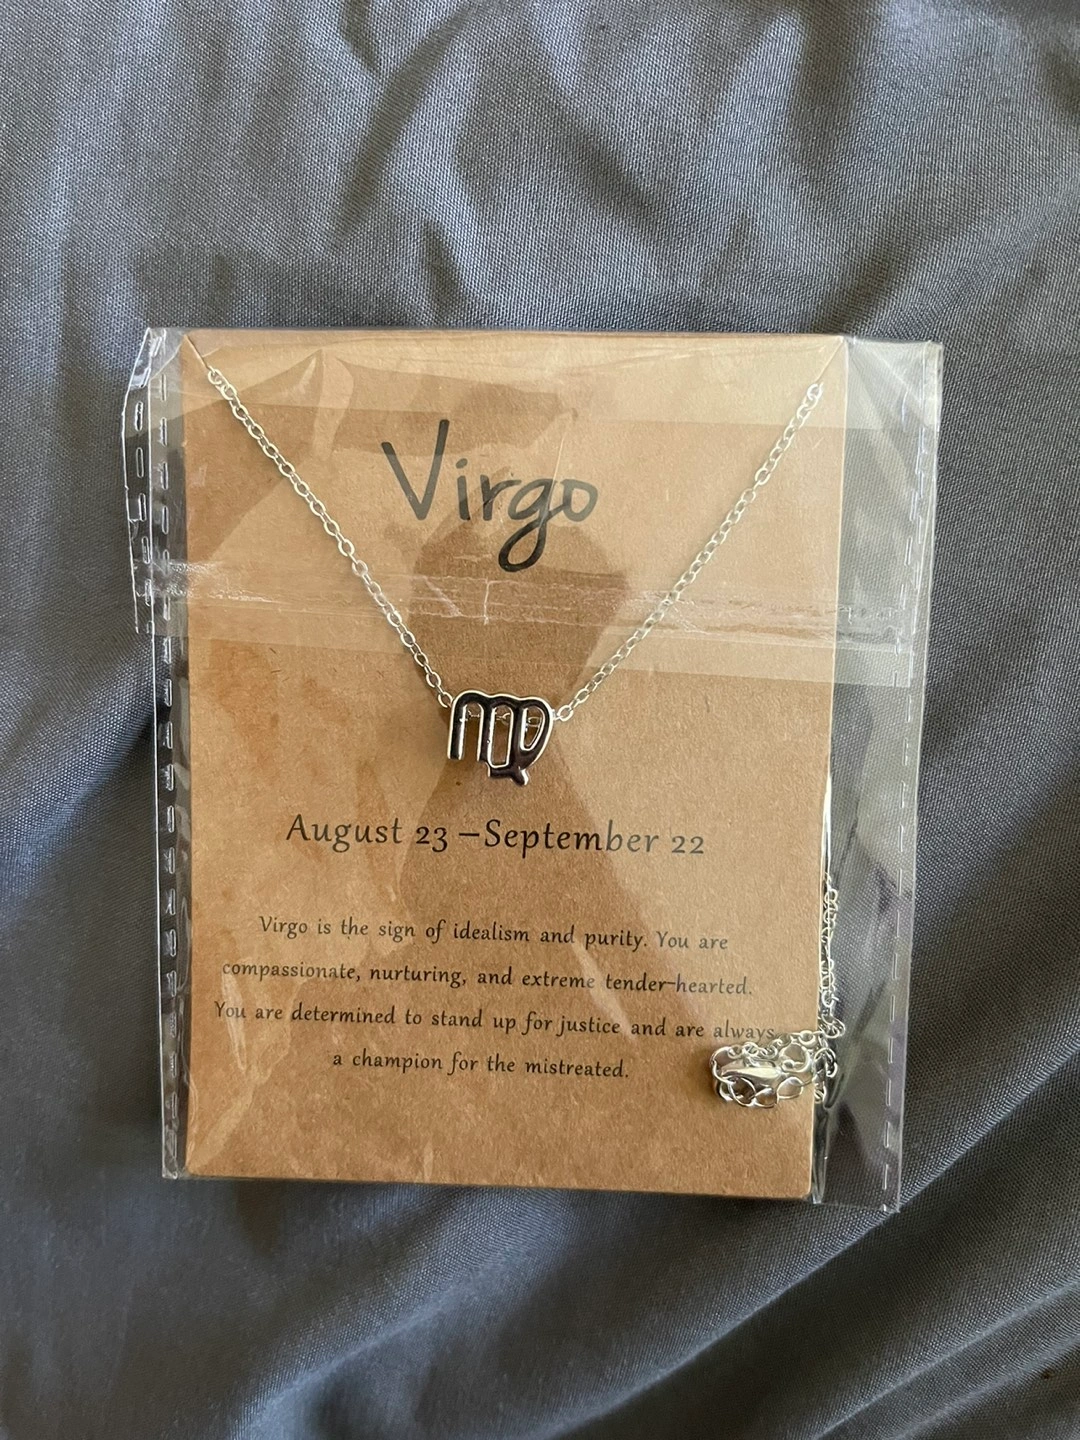 Virgo
August 23 –September 22
Virgo is the sign of idealism and purity. You are
compassionate, nurturing, and extreme tender-hearted.
You are determined to stand up for justice and are always
a champion for the mistreated.